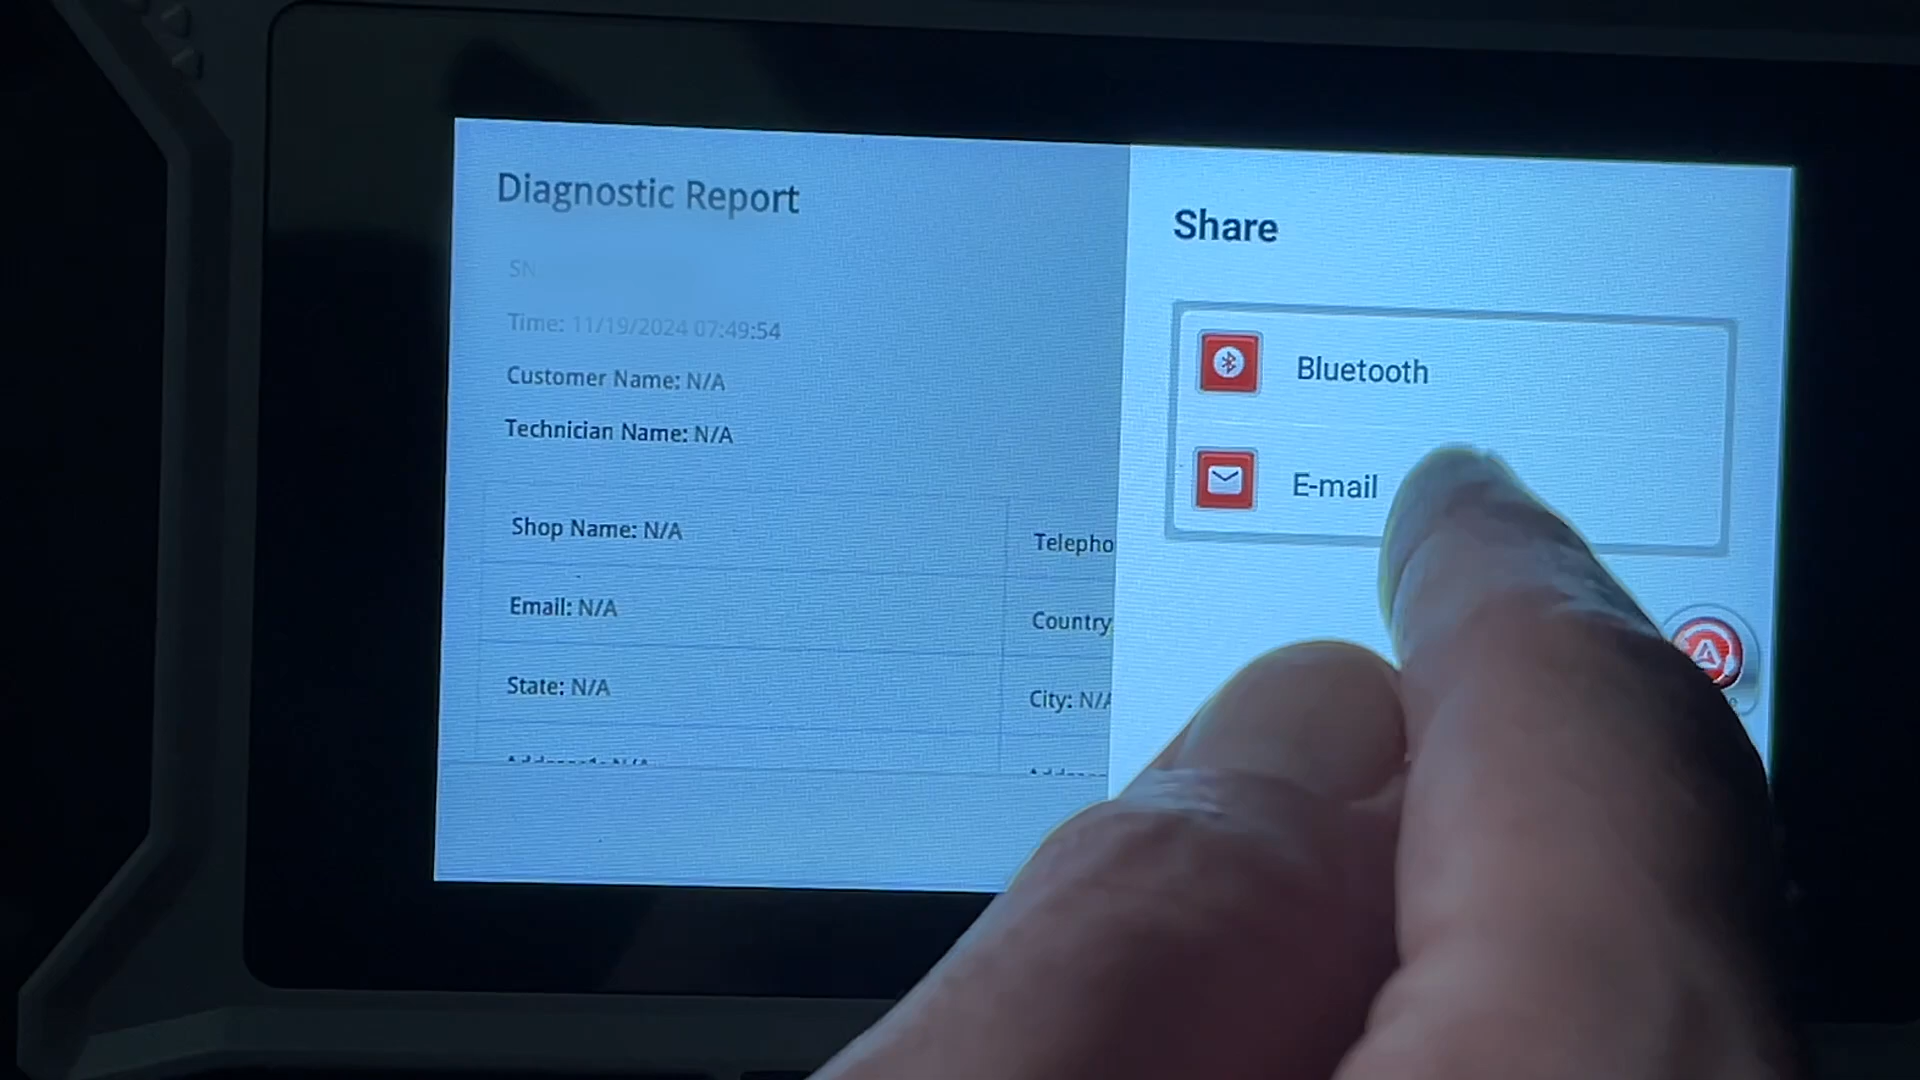 Diagnostic Report
SN
Time: 11/19/2024 07:49:54
Customer Name: N/A
Technician Name: N/A
Shop Name: N/A
Telepho
Email: N/A
Country
State: N/A
City: N/A
Share
Bluetooth
E-mail